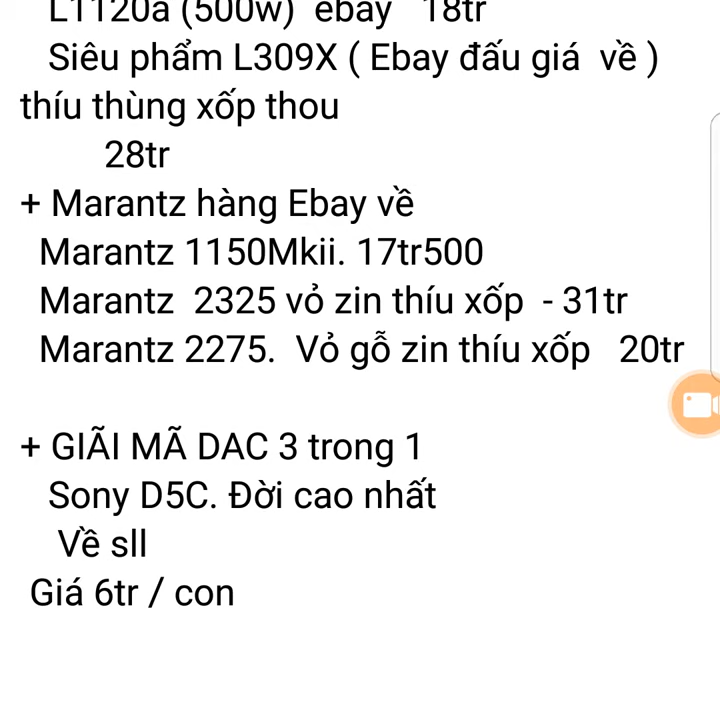 L1120a (500w) ebay 18tr
Siêu phẩm L309X ( Ebay đấu giá về )
thíu thùng xốp thou
28tr
+ Marantz hàng Ebay về
Marantz 1150Mkii. 17tr500
Marantz 2325 vỏ zin thíu xốp - 31tr
Marantz 2275. Vỏ gỗ zin thíu xốp 20tr
+ GIÃI MÃ DAC 3 trong 1
Sony D5C. Đời cao nhất
Về sll
Giá 6tr / con